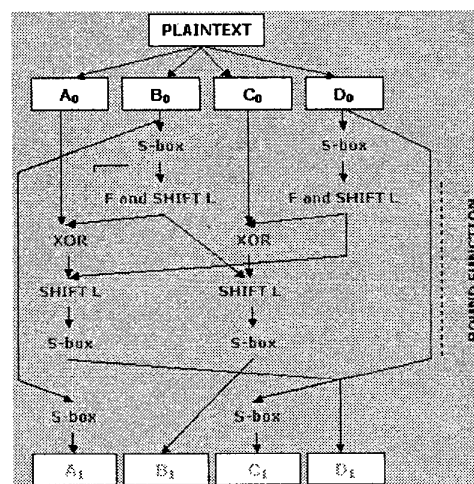 PLAINTEXT
A₀ B₀ C₀ D₀
S-box S-box
F and SHIFT L F and SHIFT L
XOR XOR
SHIFT L SHIFT L
S-box S-box
S-box S-box
A₁ B₁ C₁ D₁
ROUND FUNCTION